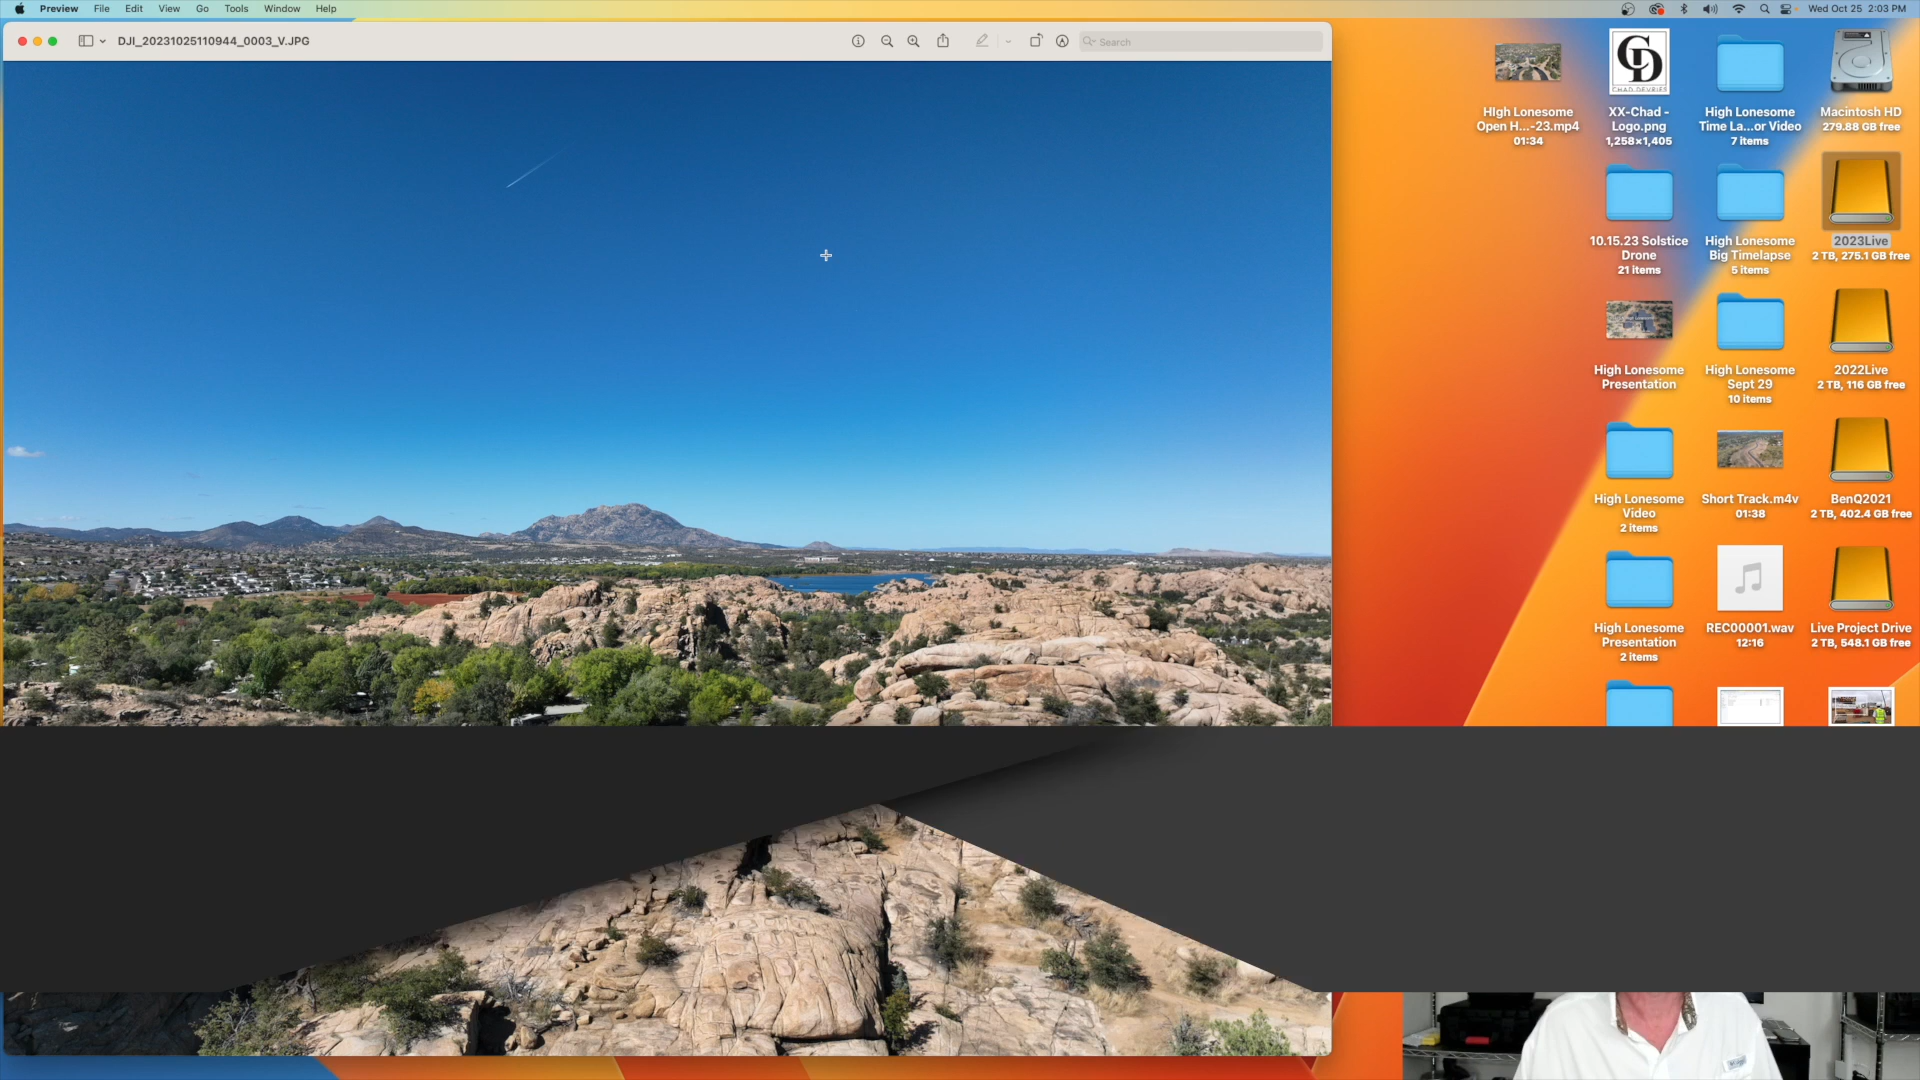 Preview File Edit View Go Tools Window Help
Wed Oct 25 2:03 PM
DJI_20231025110944_0003_V.JPG
Search
HIgh Lonesome
Open H...-23.mp4
01:34
CD
CHAD DEVRIES
XX-Chad -
Logo.png
1,258×1,405
High Lonesome
Time La...or Video
7 items
Macintosh HD
279.88 GB free
10.15.23 Solstice
Drone
21 items
High Lonesome
Big Timelapse
5 items
2023Live
2 TB, 275.1 GB free
High Lonesome
Presentation
High Lonesome
Sept 29
10 items
2022Live
2 TB, 116 GB free
High Lonesome
Video
2 items
Short Track.m4v
01:38
BenQ2021
2 TB, 402.4 GB free
High Lonesome
Presentation
2 items
REC00001.wav
12:16
Live Project Drive
2 TB, 548.1 GB free